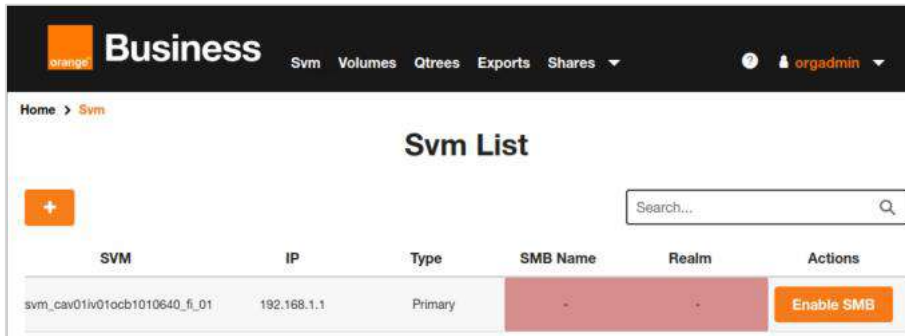 orange Business Svm Volumes Qtrees Exports Shares ? orgadmin
Home > Svm
Svm List
+ Search...
SVM IP Type SMB Name Realm Actions
svm_cav01iv01ocb1010640_fi_01 192.168.1.1 Primary - - Enable SMB